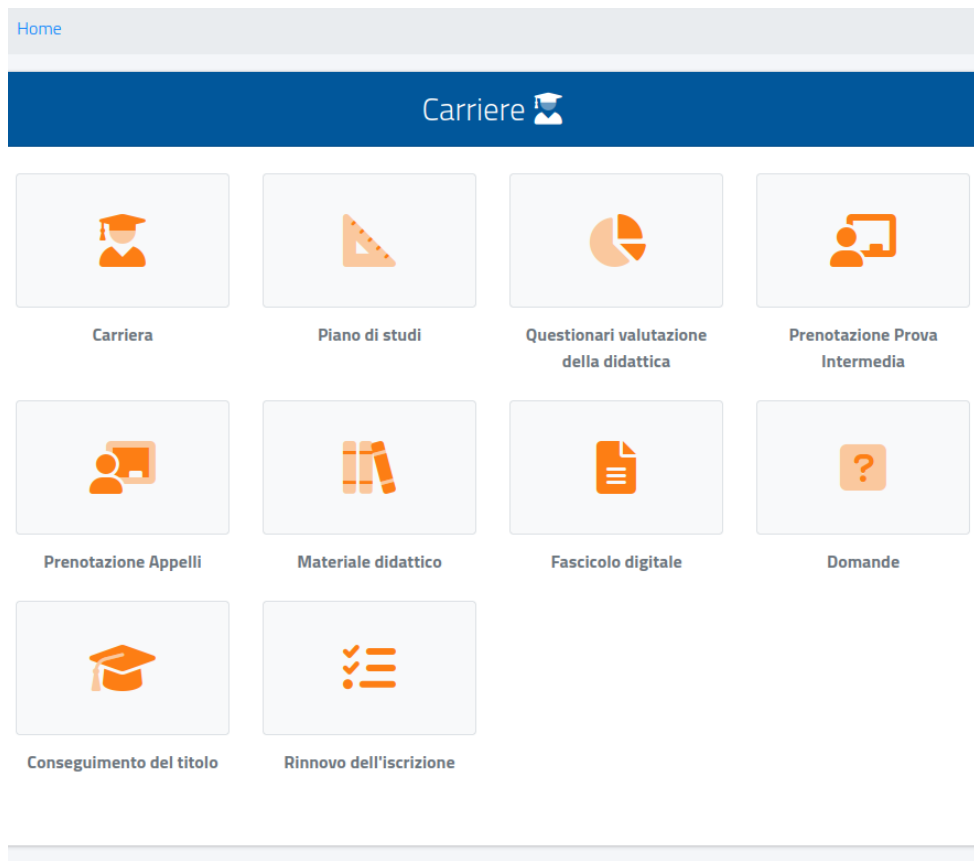 Home
Carriere
Carriera
Piano di studi
Questionari valutazione
della didattica
Prenotazione Prova
Intermedia
Prenotazione Appelli
Materiale didattico
Fascicolo digitale
?
Domande
Conseguimento del titolo
Rinnovo dell'iscrizione